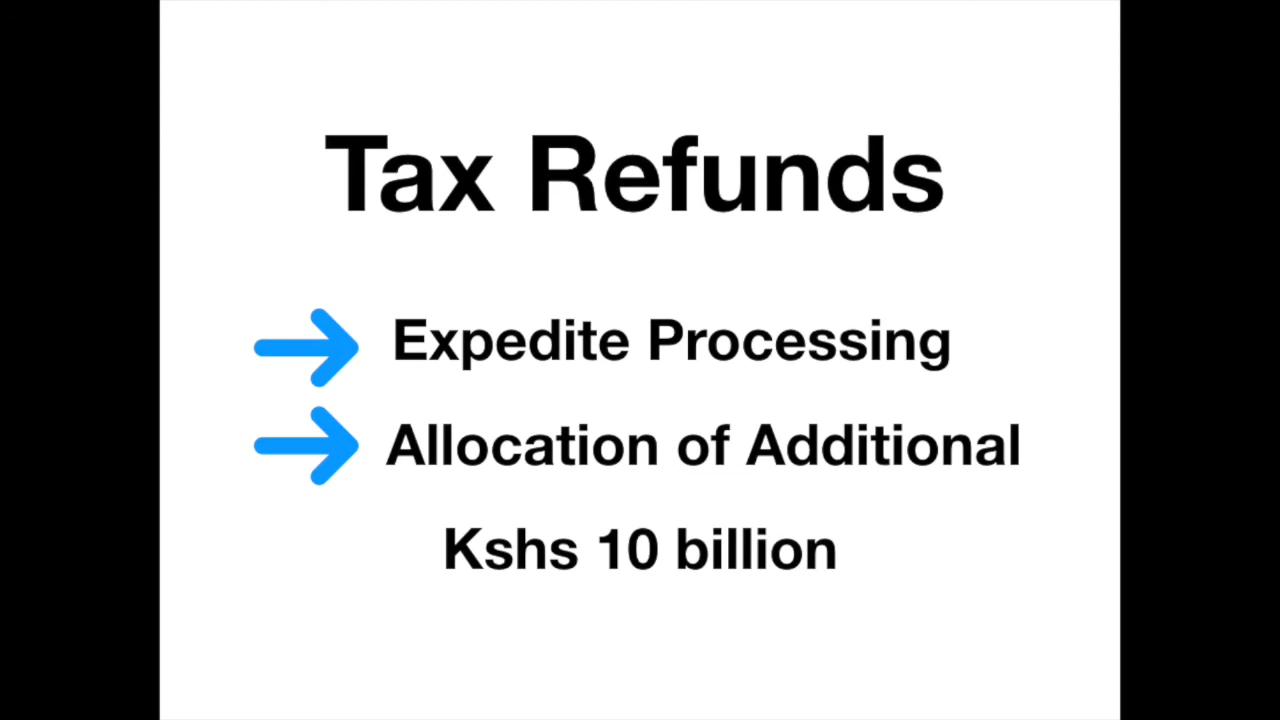 Tax Refunds
Expedite Processing
Allocation of Additional
Kshs 10 billion